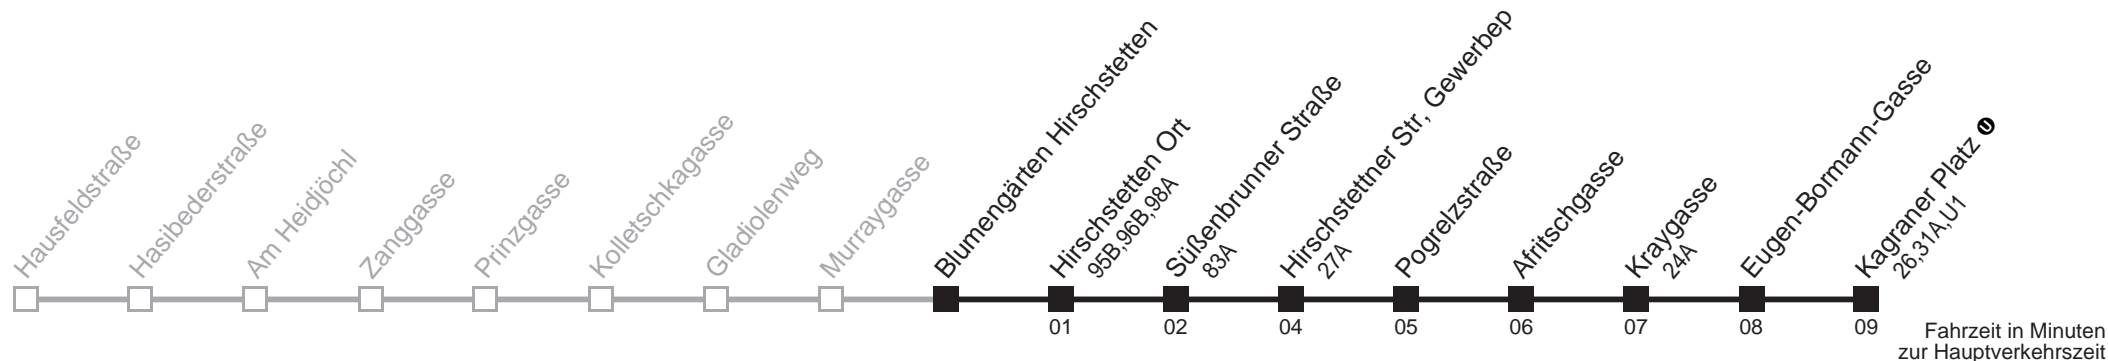 Hausfeldstraße
Hasibederstraße
Am Heidjöchl
Zanggasse
Prinzgasse
Kolletschkagasse
Gladiolenweg
Murraygasse
Blumengärten Hirschstetten
Hirschstetten Ort
95B,96B,98A
Süßenbrunner Straße
83A
Hirschstettner Str, Gewerbep
27A
Pogrelzstraße
Afritschgasse
Kraygasse
24A
Eugen-Bormann-Gasse
Kagraner Platz U
26,31A,U1
01
02
04
05
06
07
08
09
Fahrzeit in Minuten
zur Hauptverkehrszeit